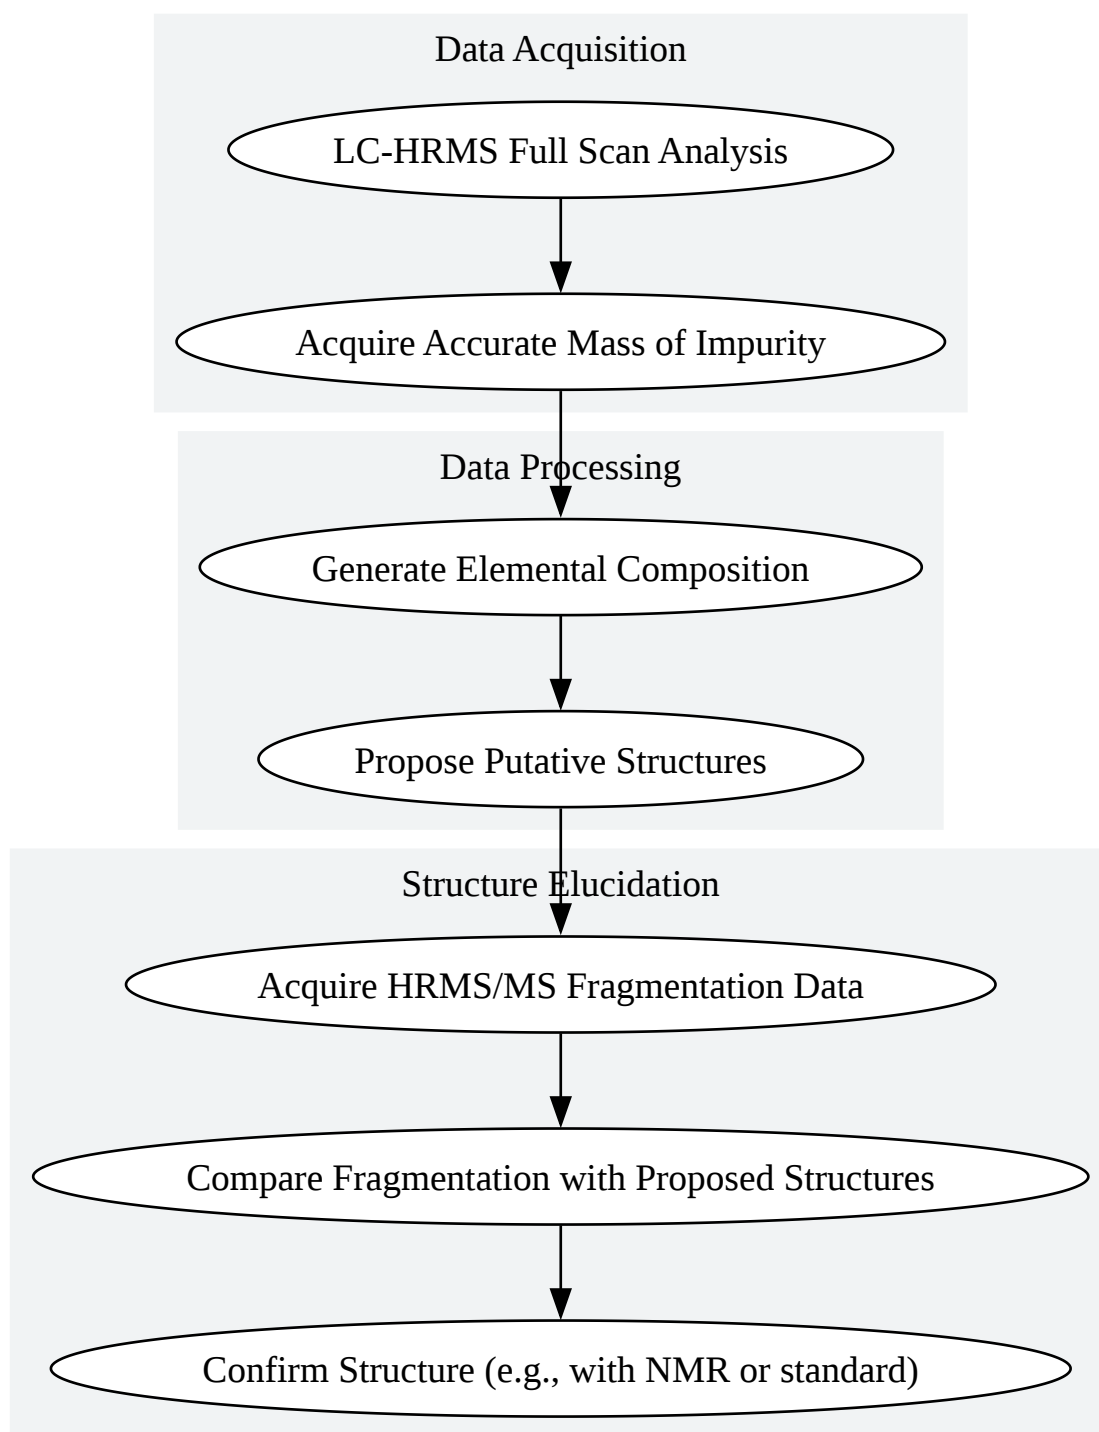 Data Acquisition
LC-HRMS Full Scan Analysis
Acquire Accurate Mass of Impurity
Data Processing
Generate Elemental Composition
Propose Putative Structures
Structure Elucidation
Acquire HRMS/MS Fragmentation Data
Compare Fragmentation with Proposed Structures
Confirm Structure (e.g., with NMR or standard)